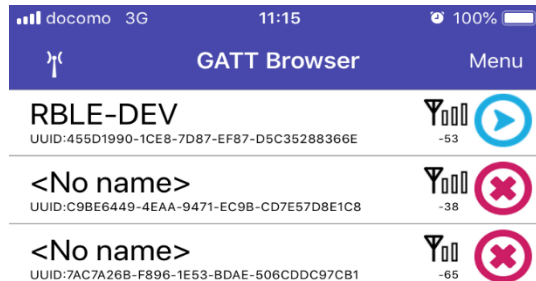 docomo 3G 11:15 100%
GATT Browser Menu
RBLE-DEV
UUID:455D1990-1CE8-7D87-EF87-D5C35288366E -53
<No name>
UUID:C9BE6449-4EAA-9471-EC9B-CD7E57D8E1C8 -38
<No name>
UUID:7AC7A26B-F896-1E53-BDAE-506CDDC97CB1 -65